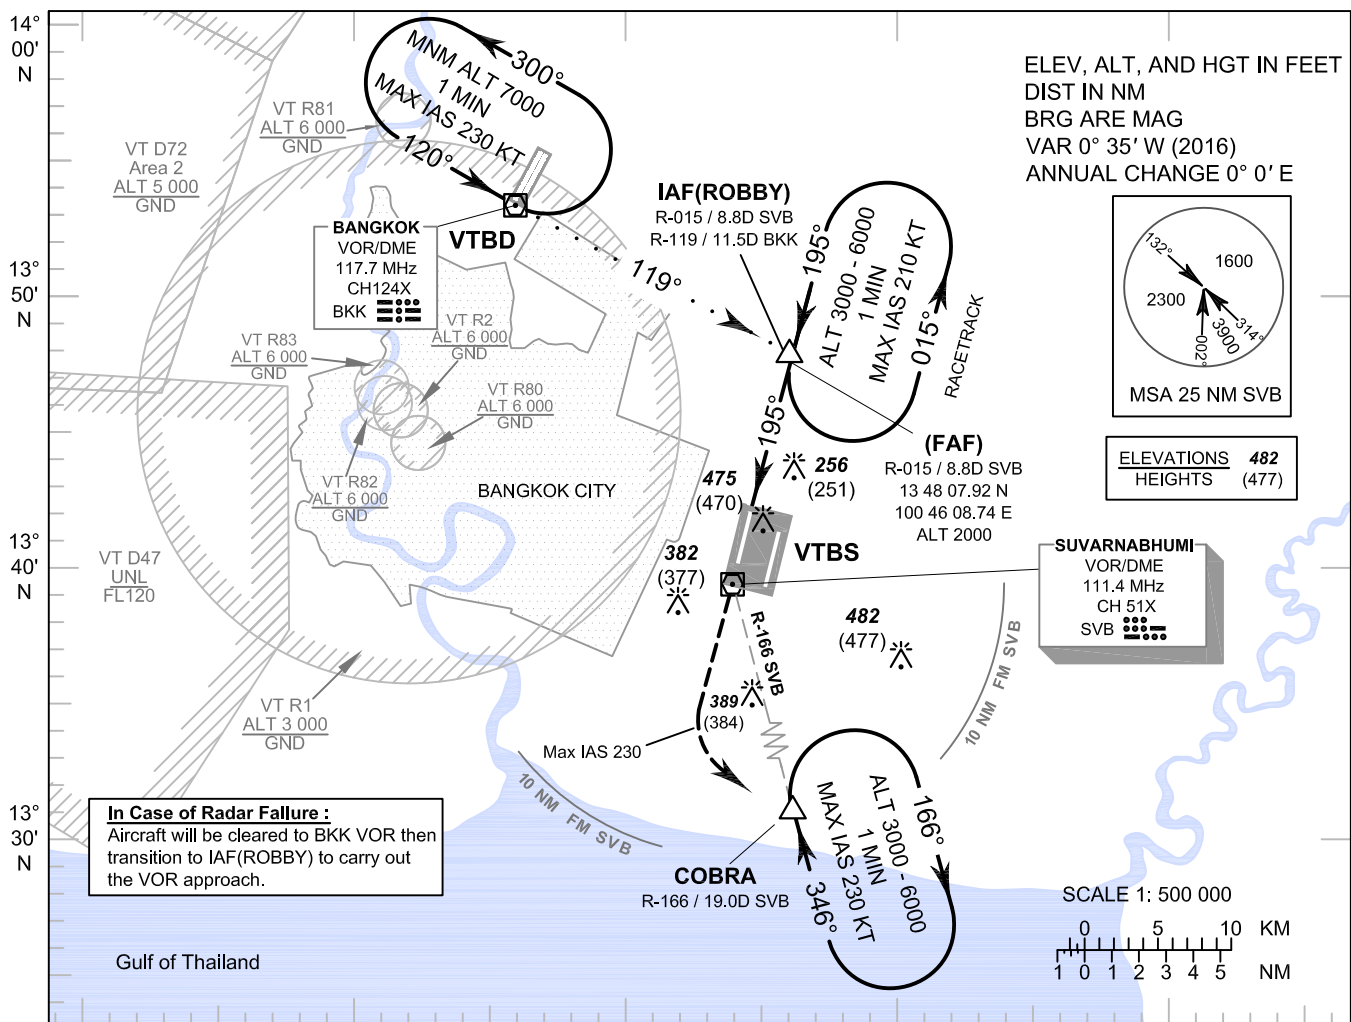 14°
00'
N
13°
50'
N
13°
40'
N
13°
30'
N
300°
MNM ALT 7000
1 MIN
MAX IAS 230 KT
120°
VT R81
ALT 6 000
GND
VT D72
Area 2
ALT 5 000
GND
BANGKOK
VOR/DME
117.7 MHz
CH124X
BKK
VTBD
119°
IAF(ROBBY)
R-015 / 8.8D SVB
R-119 / 11.5D BKK
195°
ALT 3000 - 6000
1 MIN
MAX IAS 210 KT
015°
RACETRACK
ELEV, ALT, AND HGT IN FEET
DIST IN NM
BRG ARE MAG
VAR 0° 35' W (2016)
ANNUAL CHANGE 0° 0' E
132°
1600
2300
3900
314°
002°
MSA 25 NM SVB
ELEVATIONS 482
HEIGHTS (477)
VT R83
ALT 6 000
GND
VT R2
ALT 6 000
GND
VT R80
ALT 6 000
GND
VT R82
ALT 6 000
GND
BANGKOK CITY
195°
(FAF)
R-015 / 8.8D SVB
13 48 07.92 N
100 46 08.74 E
ALT 2000
475
(470)
256
(251)
VTBS
382
(377)
SUVARNABHUMI
VOR/DME
111.4 MHz
CH 51X
SVB
VT D47
UNL
FL120
482
(477)
R-166 SVB
389
(384)
10 NM FM SVB
VT R1
ALT 3 000
GND
Max IAS 230
10 NM FM SVB
In Case of Radar Failure :
Aircraft will be cleared to BKK VOR then
transition to IAF(ROBBY) to carry out
the VOR approach.
COBRA
R-166 / 19.0D SVB
166°
ALT 3000 - 6000
1 MIN
MAX IAS 230 KT
346°
SCALE 1: 500 000
0 5 10 KM
1 0 1 2 3 4 5 NM
Gulf of Thailand